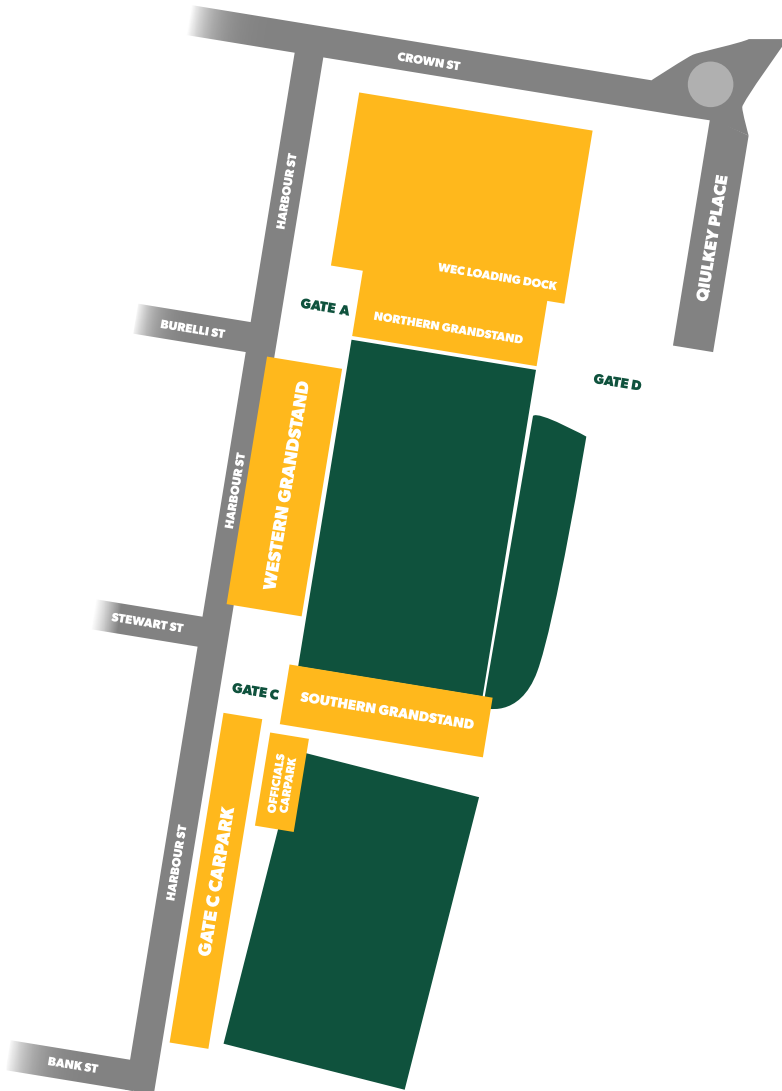 CROWN ST
HARBOUR ST
QIULKEY PLACE
WEC LOADING DOCK
GATE A
NORTHERN GRANDSTAND
BURELLI ST
GATE D
WESTERN GRANDSTAND
HARBOUR ST
STEWART ST
GATE C
SOUTHERN GRANDSTAND
OFFICIALS
CARPARK
GATE C CARPARK
HARBOUR ST
BANK ST